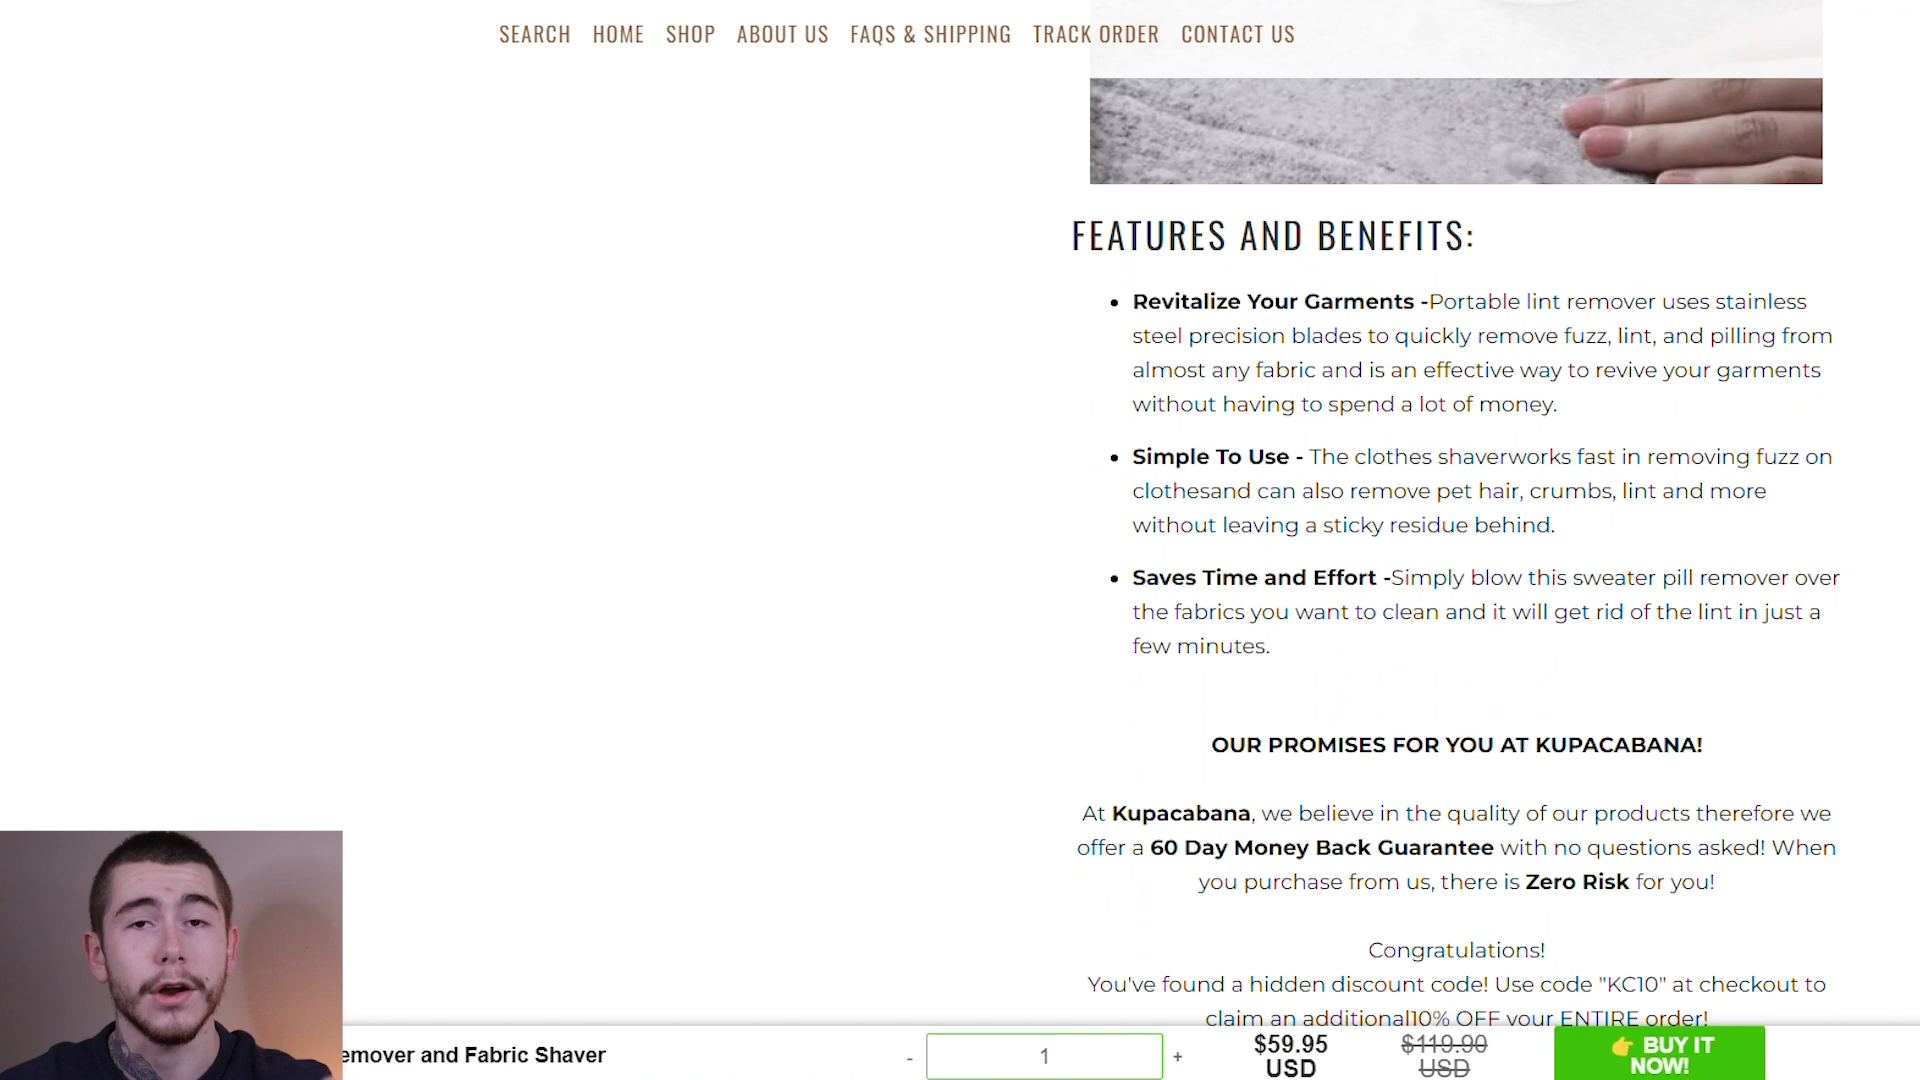 SEARCH HOME SHOP ABOUT US FAQS & SHIPPING TRACK ORDER CONTACT US
FEATURES AND BENEFITS:
Revitalize Your Garments -Portable lint remover uses stainless
steel precision blades to quickly remove fuzz, lint, and pilling from
almost any fabric and is an effective way to revive your garments
without having to spend a lot of money.
Simple To Use - The clothes shaverworks fast in removing fuzz on
clothesand can also remove pet hair, crumbs, lint and more
without leaving a sticky residue behind.
Saves Time and Effort -Simply blow this sweater pill remover over
the fabrics you want to clean and it will get rid of the lint in just a
few minutes.
OUR PROMISES FOR YOU AT KUPACABANA!
At Kupacabana, we believe in the quality of our products therefore we
offer a 60 Day Money Back Guarantee with no questions asked! When
you purchase from us, there is Zero Risk for you!
Congratulations!
You've found a hidden discount code! Use code "KC10" at checkout to
claim an additional10% OFF your ENTIRE order!
emover and Fabric Shaver
- 1 +
$59.95
USD
$119.90
USD
👉 BUY IT
NOW!